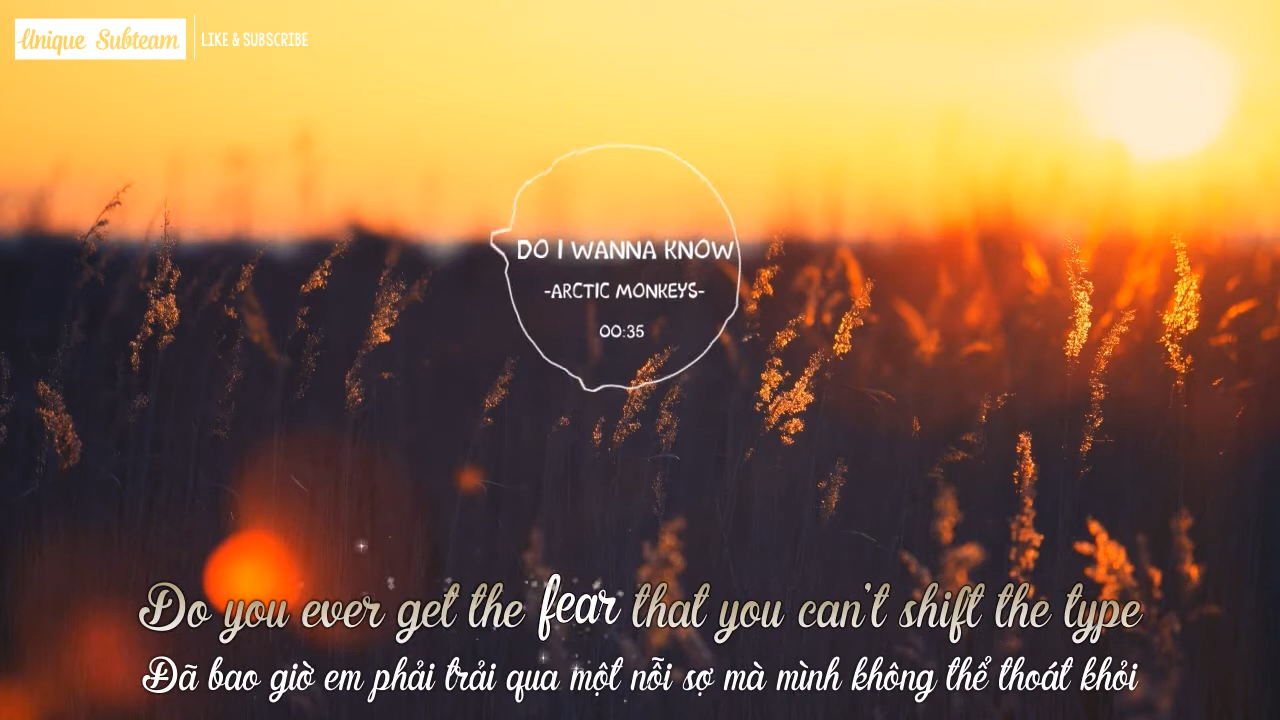 Unique Subteam
LIKE & SUBSCRIBE
DO I WANNA KNOW
-ARCTIC MONKEYS-
00:35
Do you ever get the fear that you can't shift the type
Đã bao giờ em phải trải qua một nỗi sợ mà mình không thể thoát khỏi